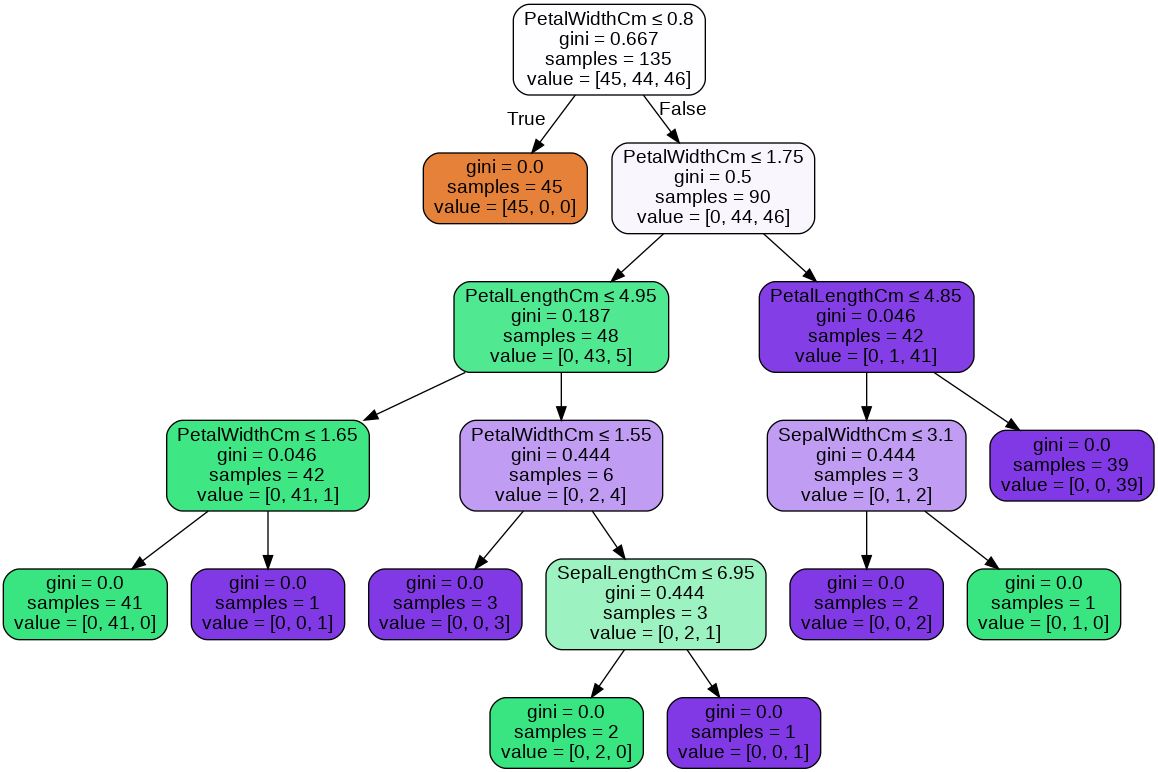 PetalWidthCm ≤ 0.8
gini = 0.667
samples = 135
value = [45, 44, 46]
True
False
gini = 0.0
samples = 45
value = [45, 0, 0]
PetalWidthCm ≤ 1.75
gini = 0.5
samples = 90
value = [0, 44, 46]
PetalLengthCm ≤ 4.95
gini = 0.187
samples = 48
value = [0, 43, 5]
PetalLengthCm ≤ 4.85
gini = 0.046
samples = 42
value = [0, 1, 41]
PetalWidthCm ≤ 1.65
gini = 0.046
samples = 42
value = [0, 41, 1]
PetalWidthCm ≤ 1.55
gini = 0.444
samples = 6
value = [0, 2, 4]
SepalWidthCm ≤ 3.1
gini = 0.444
samples = 3
value = [0, 1, 2]
gini = 0.0
samples = 39
value = [0, 0, 39]
gini = 0.0
samples = 41
value = [0, 41, 0]
gini = 0.0
samples = 1
value = [0, 0, 1]
gini = 0.0
samples = 3
value = [0, 0, 3]
SepalLengthCm ≤ 6.95
gini = 0.444
samples = 3
value = [0, 2, 1]
gini = 0.0
samples = 2
value = [0, 0, 2]
gini = 0.0
samples = 1
value = [0, 1, 0]
gini = 0.0
samples = 2
value = [0, 2, 0]
gini = 0.0
samples = 1
value = [0, 0, 1]